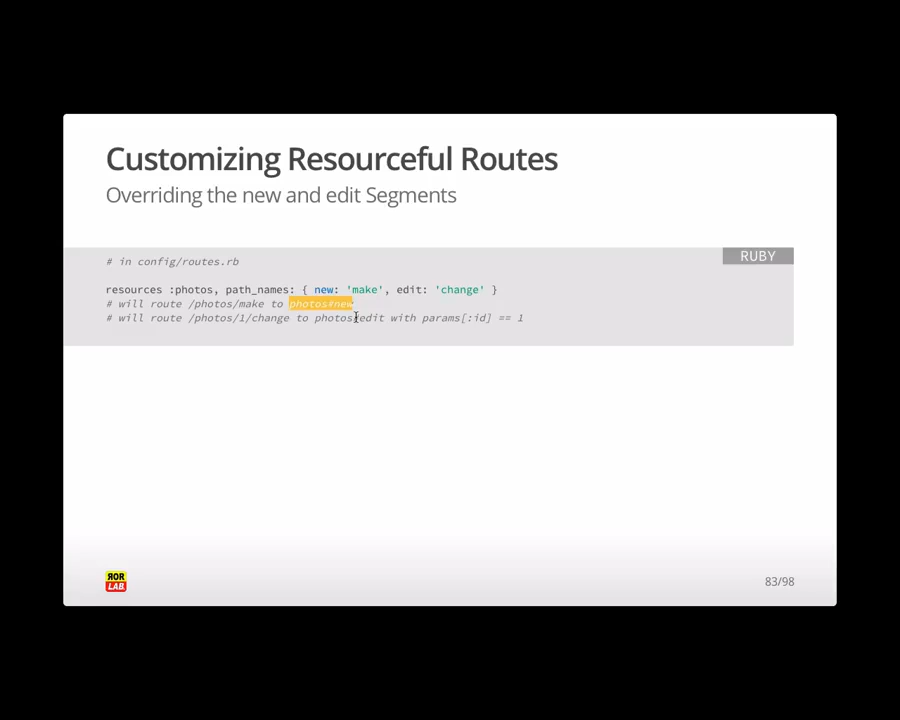 Customizing Resourceful Routes
Overriding the new and edit Segments
RUBY
# in config/routes.rb
resources :photos, path_names: { new: 'make', edit: 'change' }
# will route /photos/make to photos#new
# will route /photos/1/change to photos#edit with params[:id] == 1
ROR
LAB.
83/98